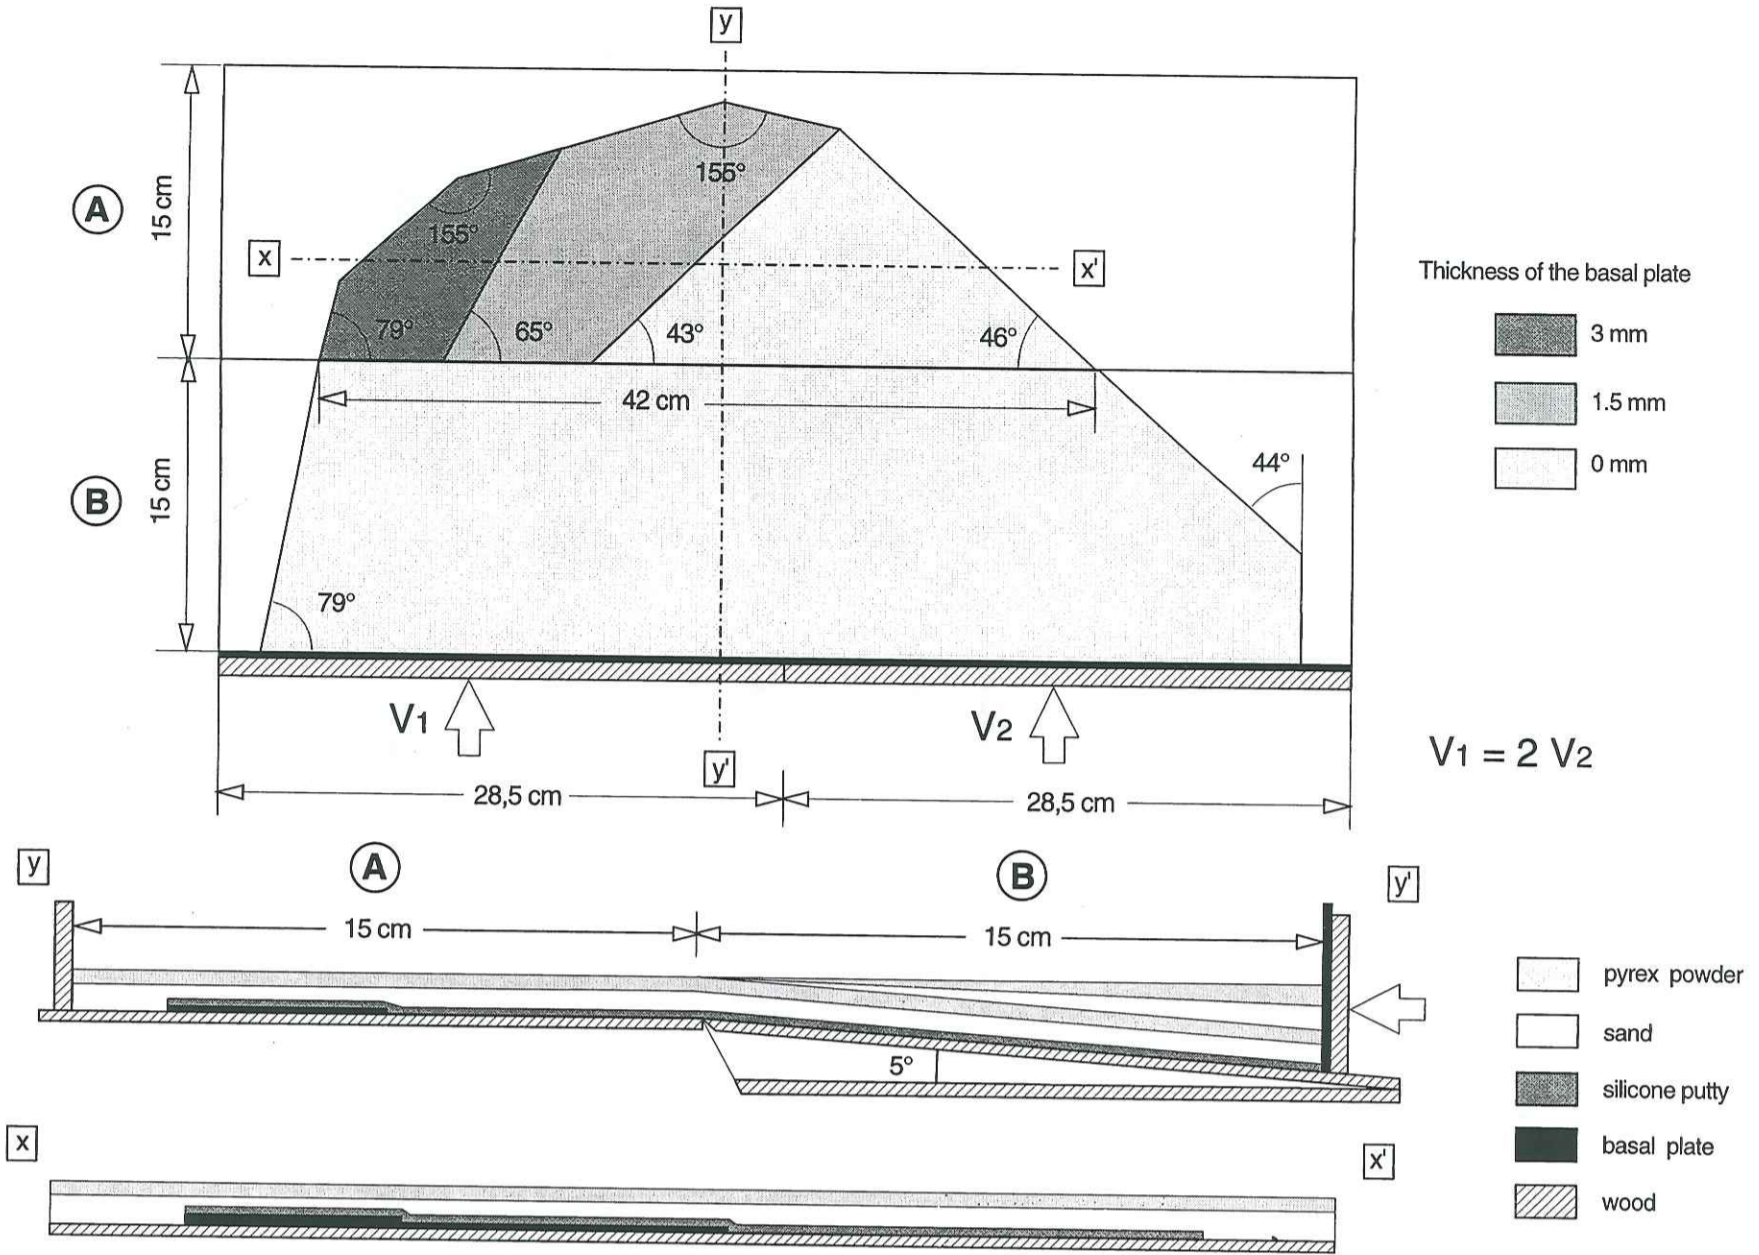 y
A
15 cm
155°
155°
x
x'
79°
65°
43°
46°
42 cm
B
15 cm
44°
79°
V1
V2
y'
28,5 cm
28,5 cm
Thickness of the basal plate
3 mm
1.5 mm
0 mm
V1 = 2 V2
y
A
B
y'
15 cm
15 cm
5°
x
x'
pyrex powder
sand
silicone putty
basal plate
wood